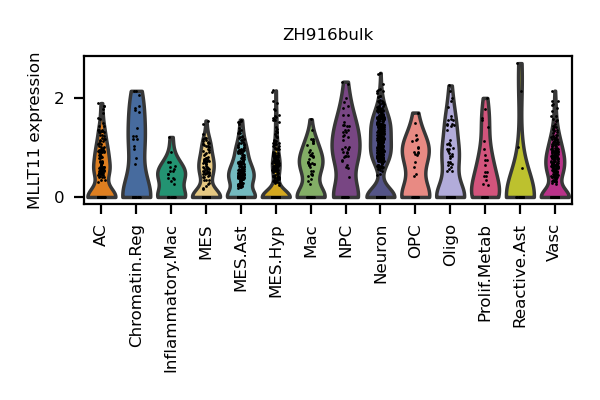 ZH916bulk
MLLT11 expression
2
0
AC
Chromatin.Reg
Inflammatory.Mac
MES
MES.Ast
MES.Hyp
Mac
NPC
Neuron
OPC
Oligo
Prolif.Metab
Reactive.Ast
Vasc